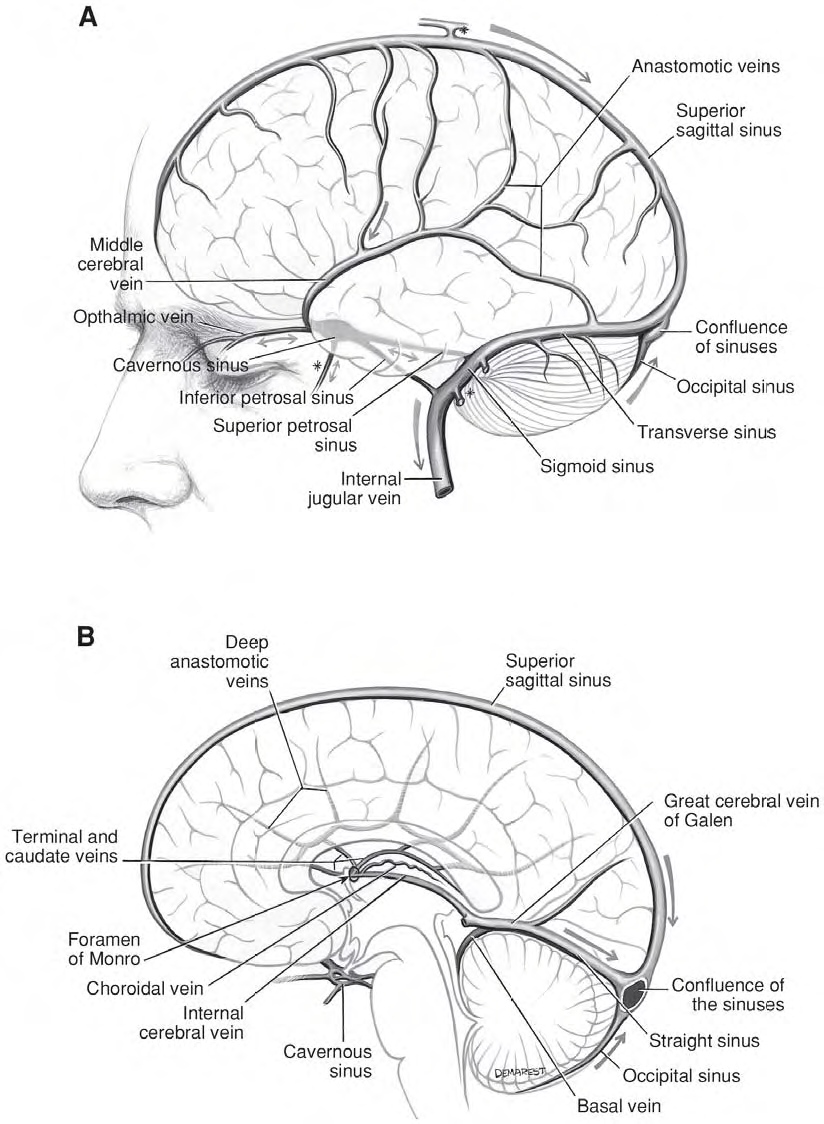 A
*
Anastomotic veins
Superior
sagittal sinus
Middle
cerebral
vein
Opthalmic vein
Cavernous sinus
*
Inferior petrosal sinus
Superior petrosal
sinus
*
Internal
jugular vein
Confluence
of sinuses
Occipital sinus
Transverse sinus
Sigmoid sinus
B
Deep
anastomotic
veins
Superior
sagittal sinus
Great cerebral vein
of Galen
Terminal and
caudate veins
Foramen
of Monro
Choroidal vein
Internal
cerebral vein
Cavernous
sinus
Confluence of
the sinuses
Straight sinus
Occipital sinus
Basal vein
DEMAREST